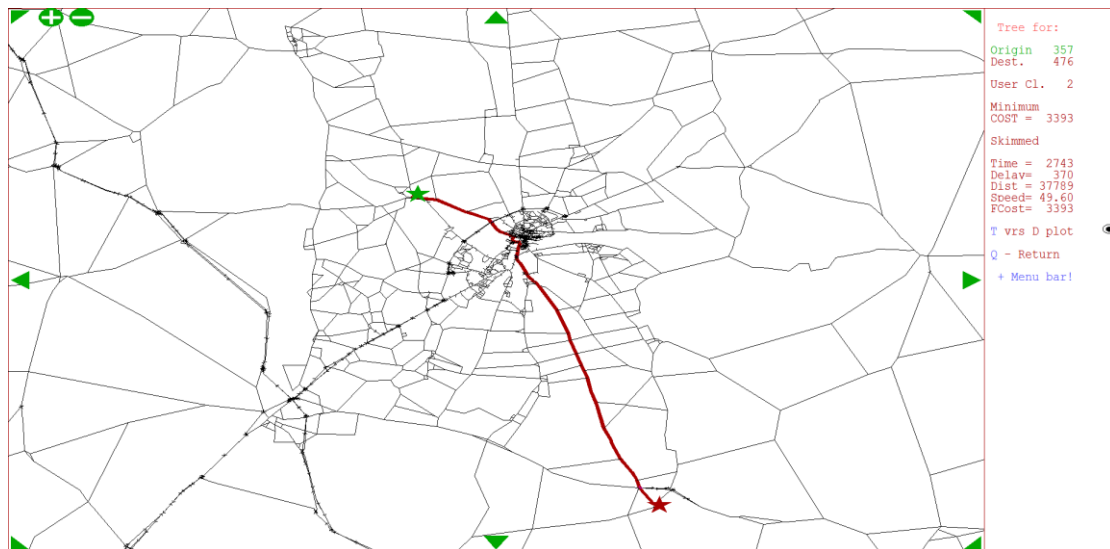 Tree for:
Origin 357
Dest. 476
User Cl. 2
Minimum
COST = 3393
Skimmed
Time = 2743
Delav= 370
Dist = 37789
Speed= 49.60
FCost= 3393
T vrs D plot
Q - Return
+ Menu bar!